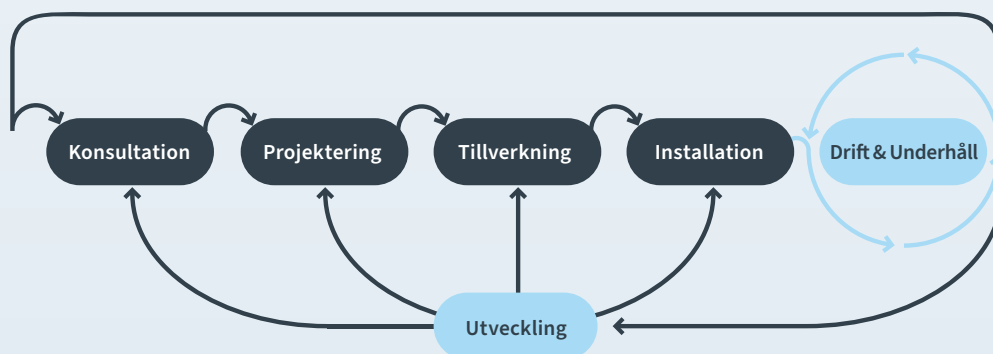 Konsultation
Projektering
Tillverkning
Installation
Drift & Underhåll
Utveckling